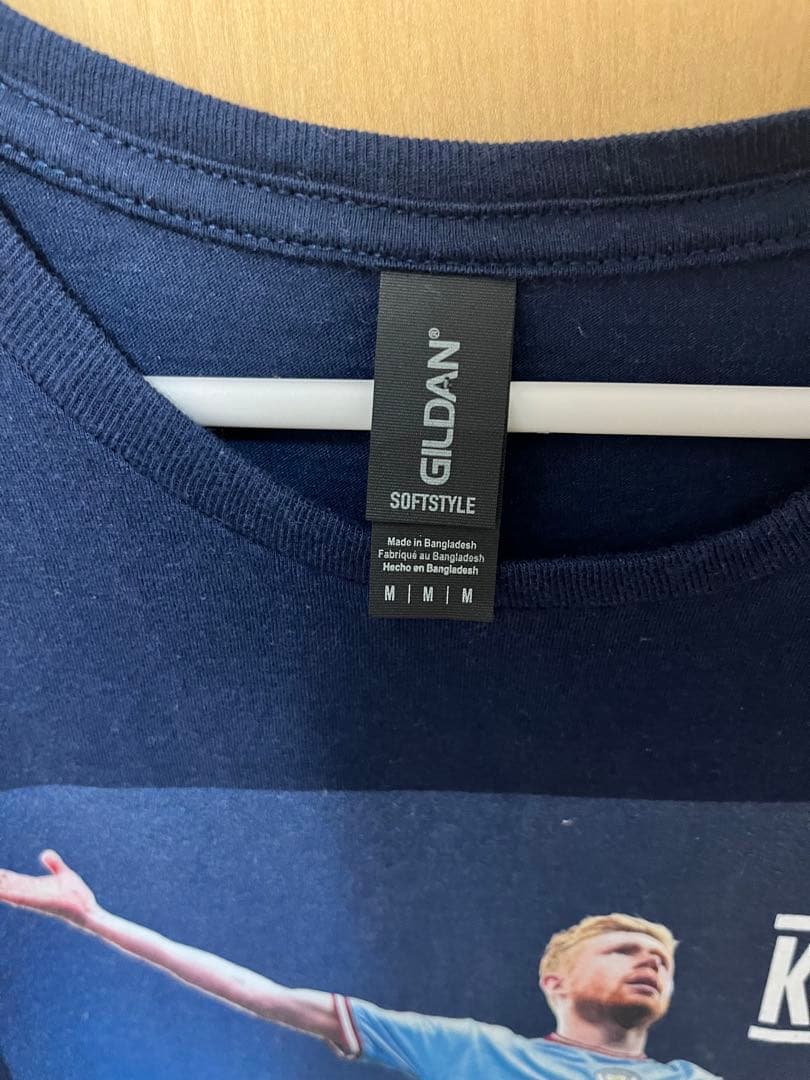 GILDAN®
SOFTSTYLE
Made in Bangladesh
Fabriqué au Bangladesh
Hecho en Bangladesh
M | M | M
K